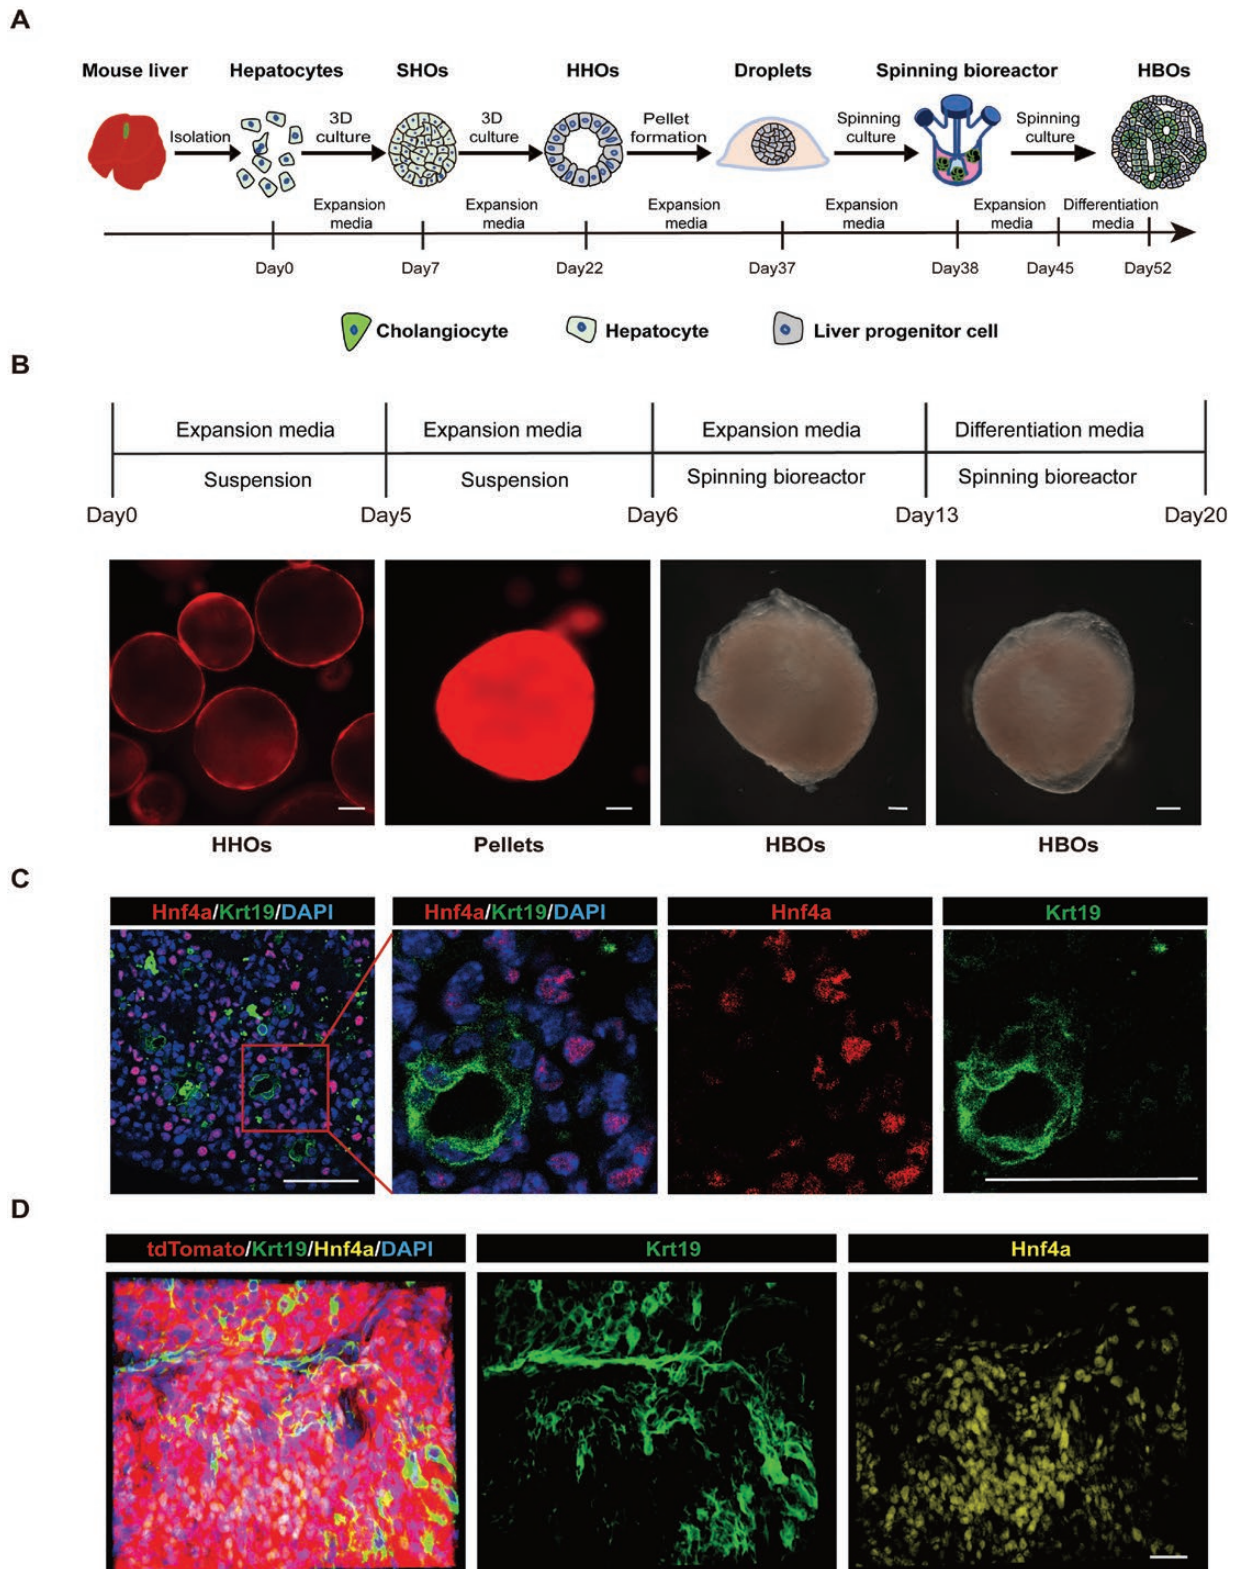 A
Mouse liver
Hepatocytes
SHOs
HHOs
Droplets
Spinning bioreactor
HBOs
Isolation
3D
culture
3D
culture
Pellet
formation
Spinning
culture
Spinning
culture
Expansion
media
Expansion
media
Expansion
media
Expansion
media
Expansion
media
Differentiation
media
Day0
Day7
Day22
Day37
Day38
Day45
Day52
Cholangiocyte
Hepatocyte
Liver progenitor cell
B
Expansion media
Expansion media
Expansion media
Differentiation media
Suspension
Suspension
Spinning bioreactor
Spinning bioreactor
Day0
Day5
Day6
Day13
Day20
HHOs
Pellets
HBOs
HBOs
C
Hnf4a/Krt19/DAPI
Hnf4a/Krt19/DAPI
Hnf4a
Krt19
D
tdTomato/Krt19/Hnf4a/DAPI
Krt19
Hnf4a